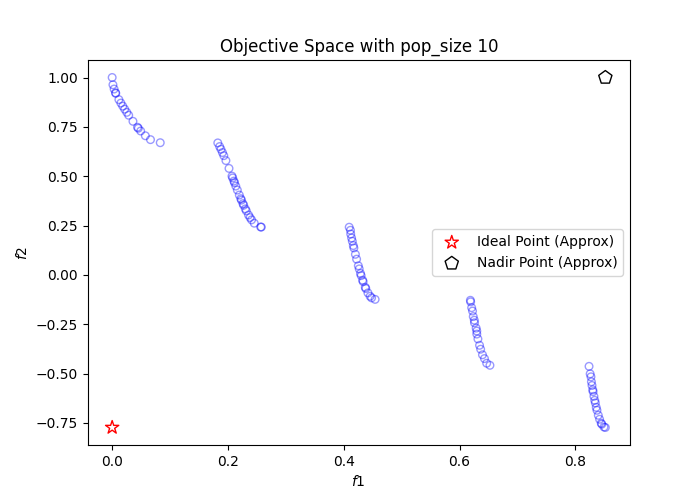 Objective Space with pop_size 10
1.00
0.75
0.50
0.25
0.00
−0.25
−0.50
−0.75
f2
Ideal Point (Approx)
Nadir Point (Approx)
0.0 0.2 0.4 0.6 0.8
f1